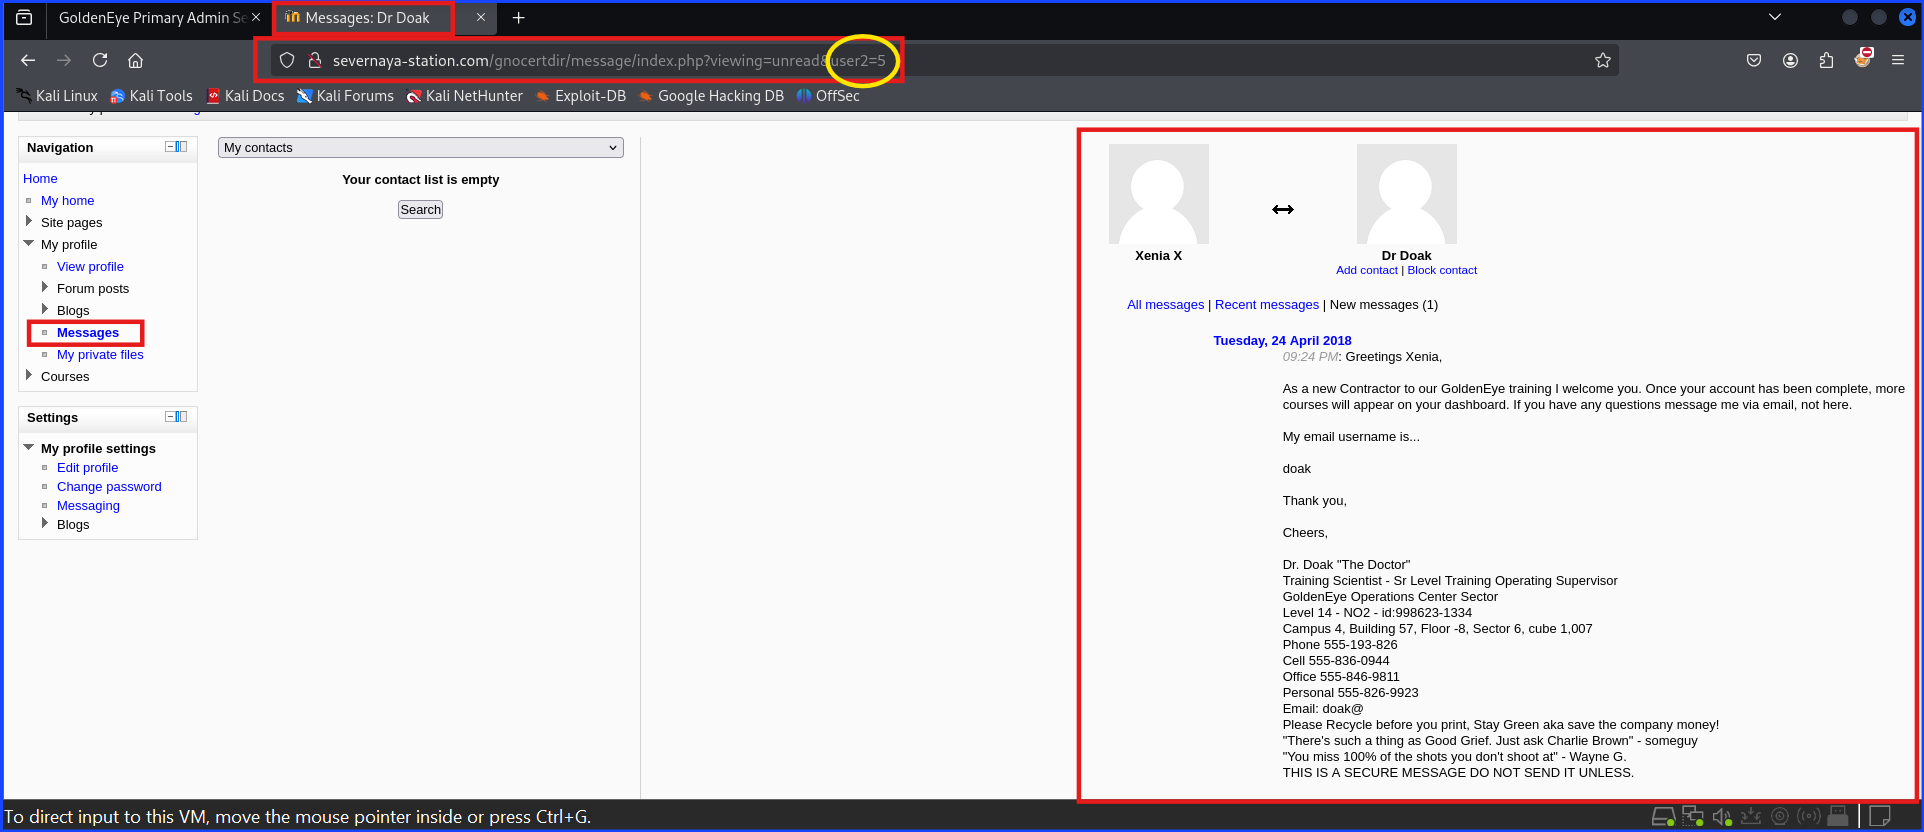 GoldenEye Primary Admin Se
Messages: Dr Doak
severnaya-station.com/gnocertdir/message/index.php?viewing=unread&user2=5
Kali Linux Kali Tools Kali Docs Kali Forums Kali NetHunter Exploit-DB Google Hacking DB OffSec
Navigation
Home
My home
Site pages
My profile
View profile
Forum posts
Blogs
Messages
My private files
Courses
Settings
My profile settings
Edit profile
Change password
Messaging
Blogs
My contacts
Your contact list is empty
Search
Xenia X
Dr Doak
Add contact | Block contact
All messages | Recent messages | New messages (1)
Tuesday, 24 April 2018
09:24 PM: Greetings Xenia,
As a new Contractor to our GoldenEye training I welcome you. Once your account has been complete, more
courses will appear on your dashboard. If you have any questions message me via email, not here.
My email username is...
doak
Thank you,
Cheers,
Dr. Doak "The Doctor"
Training Scientist - Sr Level Training Operating Supervisor
GoldenEye Operations Center Sector
Level 14 - NO2 - id:998623-1334
Campus 4, Building 57, Floor -8, Sector 6, cube 1,007
Phone 555-193-826
Cell 555-836-0944
Office 555-846-9811
Personal 555-826-9923
Email: doak@
Please Recycle before you print, Stay Green aka save the company money!
"There's such a thing as Good Grief. Just ask Charlie Brown" - someguy
"You miss 100% of the shots you don't shoot at" - Wayne G.
THIS IS A SECURE MESSAGE DO NOT SEND IT UNLESS.
To direct input to this VM, move the mouse pointer inside or press Ctrl+G.